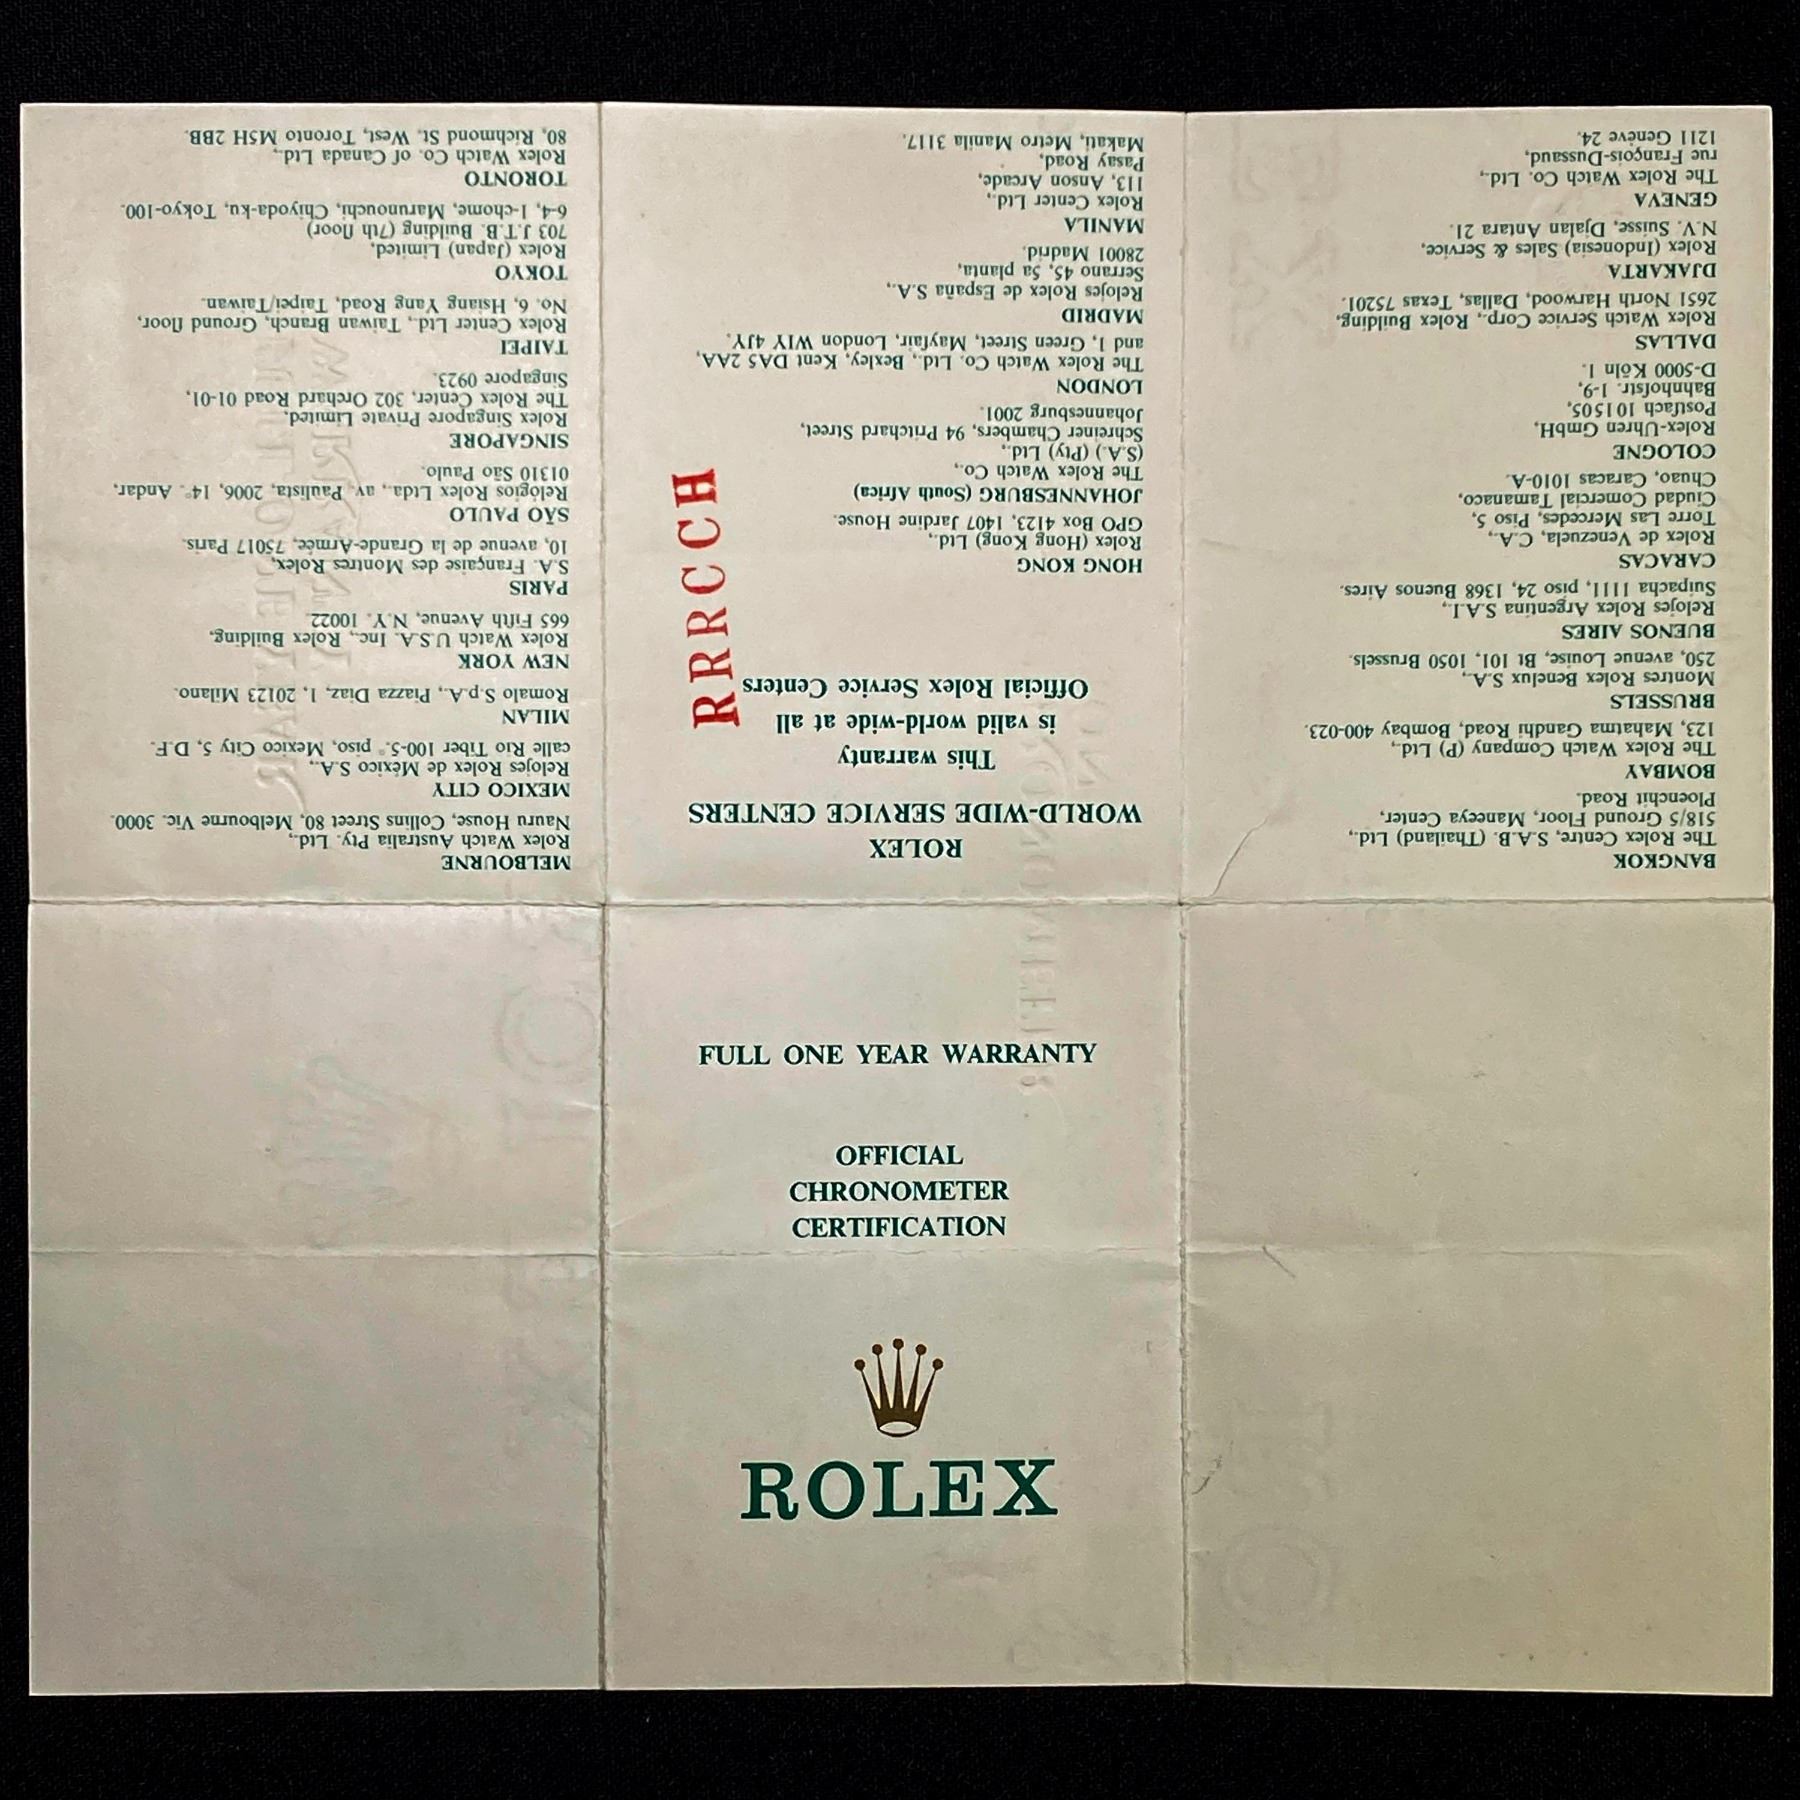 ROLEX
WORLD-WIDE SERVICE CENTERS
This warranty
is valid world-wide at all
Official Rolex Service Centers
RRRCCH
BANGKOK
The Rolex Centre, S.A.B. (Thailand) Ltd.,
518/5 Ground Floor, Maneeya Center,
Ploenchit Road.
BOMBAY
The Rolex Watch Company (P) Ltd.,
123, Mahatma Gandhi Road, Bombay 400-023.
BRUSSELS
Montres Rolex Benelux S.A.,
250, avenue Louise, Bt 101, 1050 Brussels.
BUENOS AIRES
Relojes Rolex Argentina S.A.I.,
Suipacha 1111, piso 24, 1368 Buenos Aires.
CARACAS
Rolex de Venezuela, C.A.,
Torre Las Mercedes, Piso 5,
Ciudad Comercial Tamanaco,
Chuao, Caracas 1010-A.
COLOGNE
Rolex-Uhren GmbH,
Postfach 101505,
Bahnhofstr. 1-9,
D-5000 Köln 1.
DALLAS
Rolex Watch Service Corp., Rolex Building,
2651 North Harwood, Dallas, Texas 75201.
DJAKARTA
Rolex (Indonesia) Sales & Service,
N.V. Suisse, Djalan Antara 21.
GENEVA
The Rolex Watch Co. Ltd.,
rue François-Dussaud,
1211 Genève 24.
HONG KONG
Rolex (Hong Kong) Ltd.,
GPO Box 4123, 1407 Jardine House.
JOHANNESBURG (South Africa)
The Rolex Watch Co.,
(S.A.) (Pty) Ltd.,
Schreiner Chambers, 94 Pritchard Street,
Johannesburg 2001.
LONDON
The Rolex Watch Co. Ltd., Bexley, Kent DA5 2AA,
and 1, Green Street, Mayfair, London W1Y 4JY.
MADRID
Relojes Rolex de España S.A.,
Serrano 45, 5a planta,
28001 Madrid.
MANILA
Rolex Center Ltd.,
113, Anson Arcade,
Pasay Road,
Makati, Metro Manila 3117.
MELBOURNE
Rolex Watch Australia Pty. Ltd.,
Nauru House, Collins Street 80, Melbourne Vic. 3000.
MEXICO CITY
Relojes Rolex de México S.A.,
calle Rio Tiber 100-5.° piso, Mexico City 5, D.F.
MILAN
Romalo S.p.A., Piazza Diaz, 1, 20123 Milano.
NEW YORK
Rolex Watch U.S.A. Inc., Rolex Building,
665 Fifth Avenue, N.Y. 10022.
PARIS
S.A. Française des Montres Rolex,
10, avenue de la Grande-Armée, 75017 Paris.
SÃO PAULO
Relógios Rolex Ltda., av. Paulista, 2006, 14°. Andar,
01310 São Paulo.
SINGAPORE
Rolex Singapore Private Limited,
The Rolex Center, 302 Orchard Road 01-01,
Singapore 0923.
TAIPEI
Rolex Center Ltd., Taiwan Branch, Ground floor,
No. 6, Hsiang Yang Road, Taipei/Taiwan.
TOKYO
Rolex (Japan) Limited,
703 J.T.B. Building (7th floor)
6-4, 1-chome, Marunouchi, Chiyoda-ku, Tokyo-100.
TORONTO
Rolex Watch Co. of Canada Ltd.,
80, Richmond St. West, Toronto M5H 2BB.
FULL ONE YEAR WARRANTY
OFFICIAL
CHRONOMETER
CERTIFICATION
ROLEX